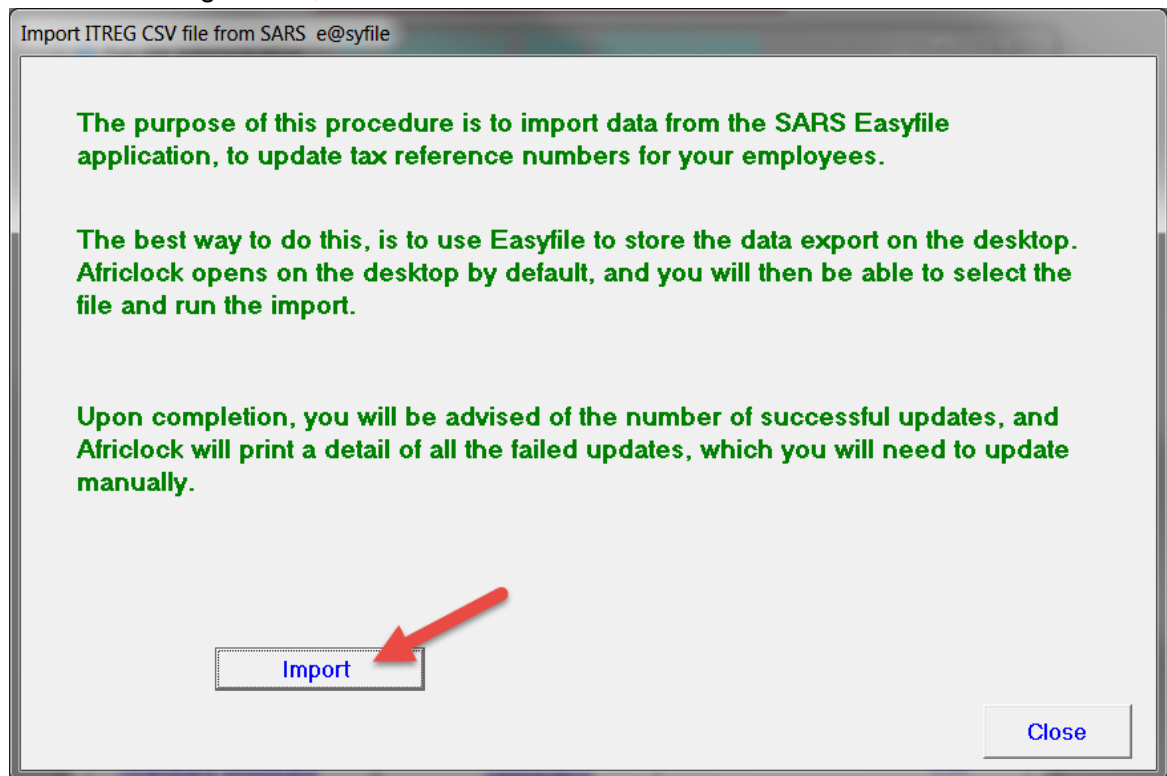 Import ITREG CSV file from SARS e@syfile
The purpose of this procedure is to import data from the SARS Easyfile
application, to update tax reference numbers for your employees.
The best way to do this, is to use Easyfile to store the data export on the desktop.
Africlock opens on the desktop by default, and you will then be able to select the
file and run the import.
Upon completion, you will be advised of the number of successful updates, and
Africlock will print a detail of all the failed updates, which you will need to update
manually.
Import
Close